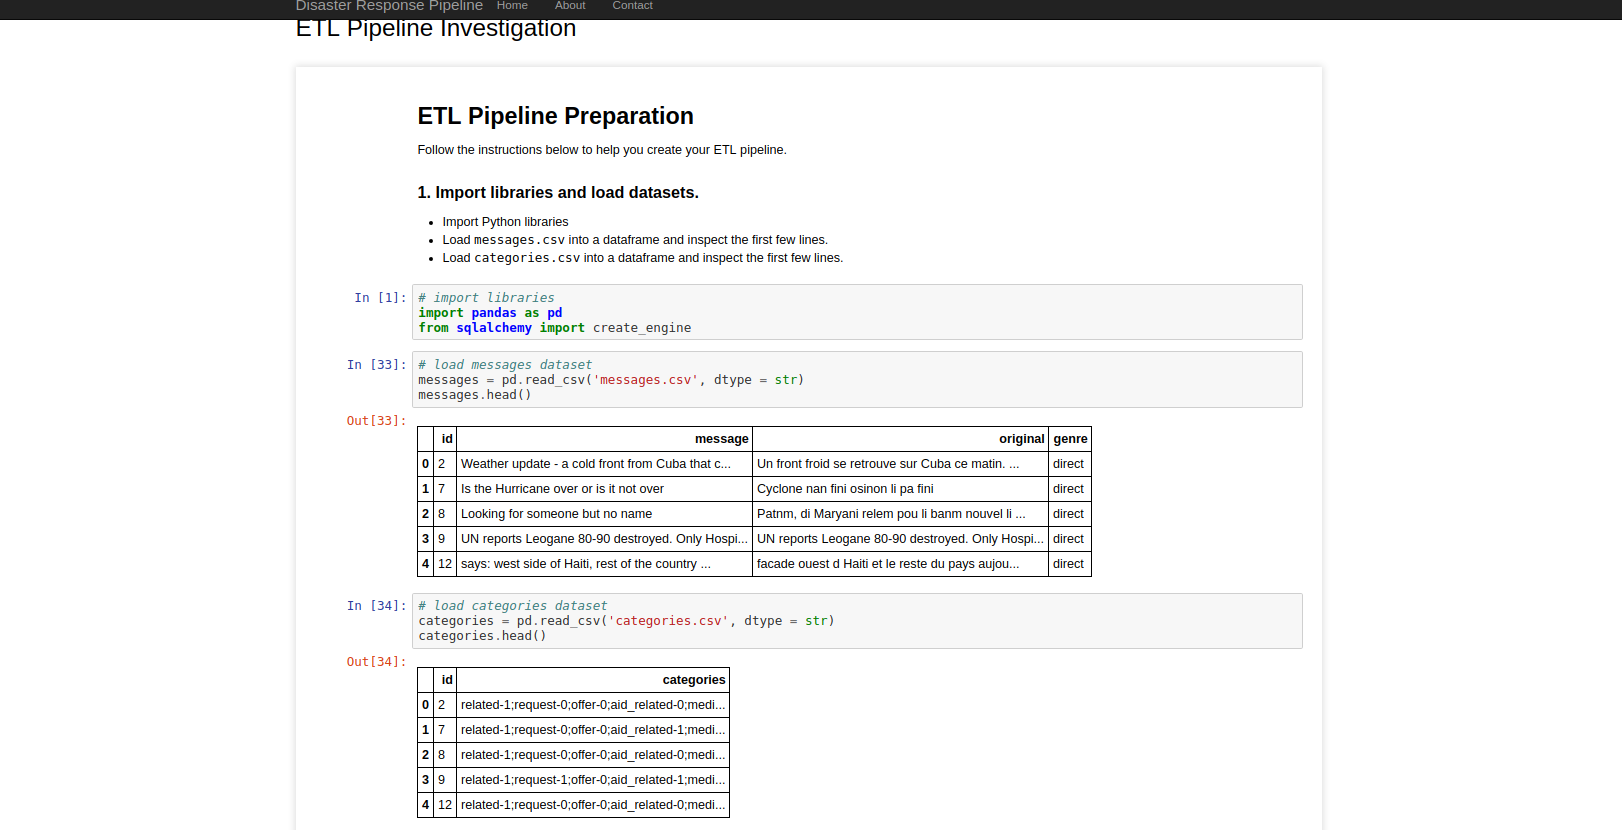 Disaster Response Pipeline Home About Contact
ETL Pipeline Investigation
ETL Pipeline Preparation
Follow the instructions below to help you create your ETL pipeline.
1. Import libraries and load datasets.
Import Python libraries
Load messages.csv into a dataframe and inspect the first few lines.
Load categories.csv into a dataframe and inspect the first few lines.
In [1]: # import libraries
import pandas as pd
from sqlalchemy import create_engine
In [33]: # load messages dataset
messages = pd.read_csv('messages.csv', dtype = str)
messages.head()
Out[33]:
id message original genre
0 2 Weather update - a cold front from Cuba that c... Un front froid se retrouve sur Cuba ce matin. ... direct
1 7 Is the Hurricane over or is it not over Cyclone nan fini osinon li pa fini direct
2 8 Looking for someone but no name Patnm, di Maryani relem pou li banm nouvel li ... direct
3 9 UN reports Leogane 80-90 destroyed. Only Hospi... UN reports Leogane 80-90 destroyed. Only Hospi... direct
4 12 says: west side of Haiti, rest of the country ... facade ouest d Haiti et le reste du pays aujou... direct
In [34]: # load categories dataset
categories = pd.read_csv('categories.csv', dtype = str)
categories.head()
Out[34]:
id categories
0 2 related-1;request-0;offer-0;aid_related-0;medi...
1 7 related-1;request-0;offer-0;aid_related-1;medi...
2 8 related-1;request-0;offer-0;aid_related-0;medi...
3 9 related-1;request-1;offer-0;aid_related-1;medi...
4 12 related-1;request-0;offer-0;aid_related-0;medi...